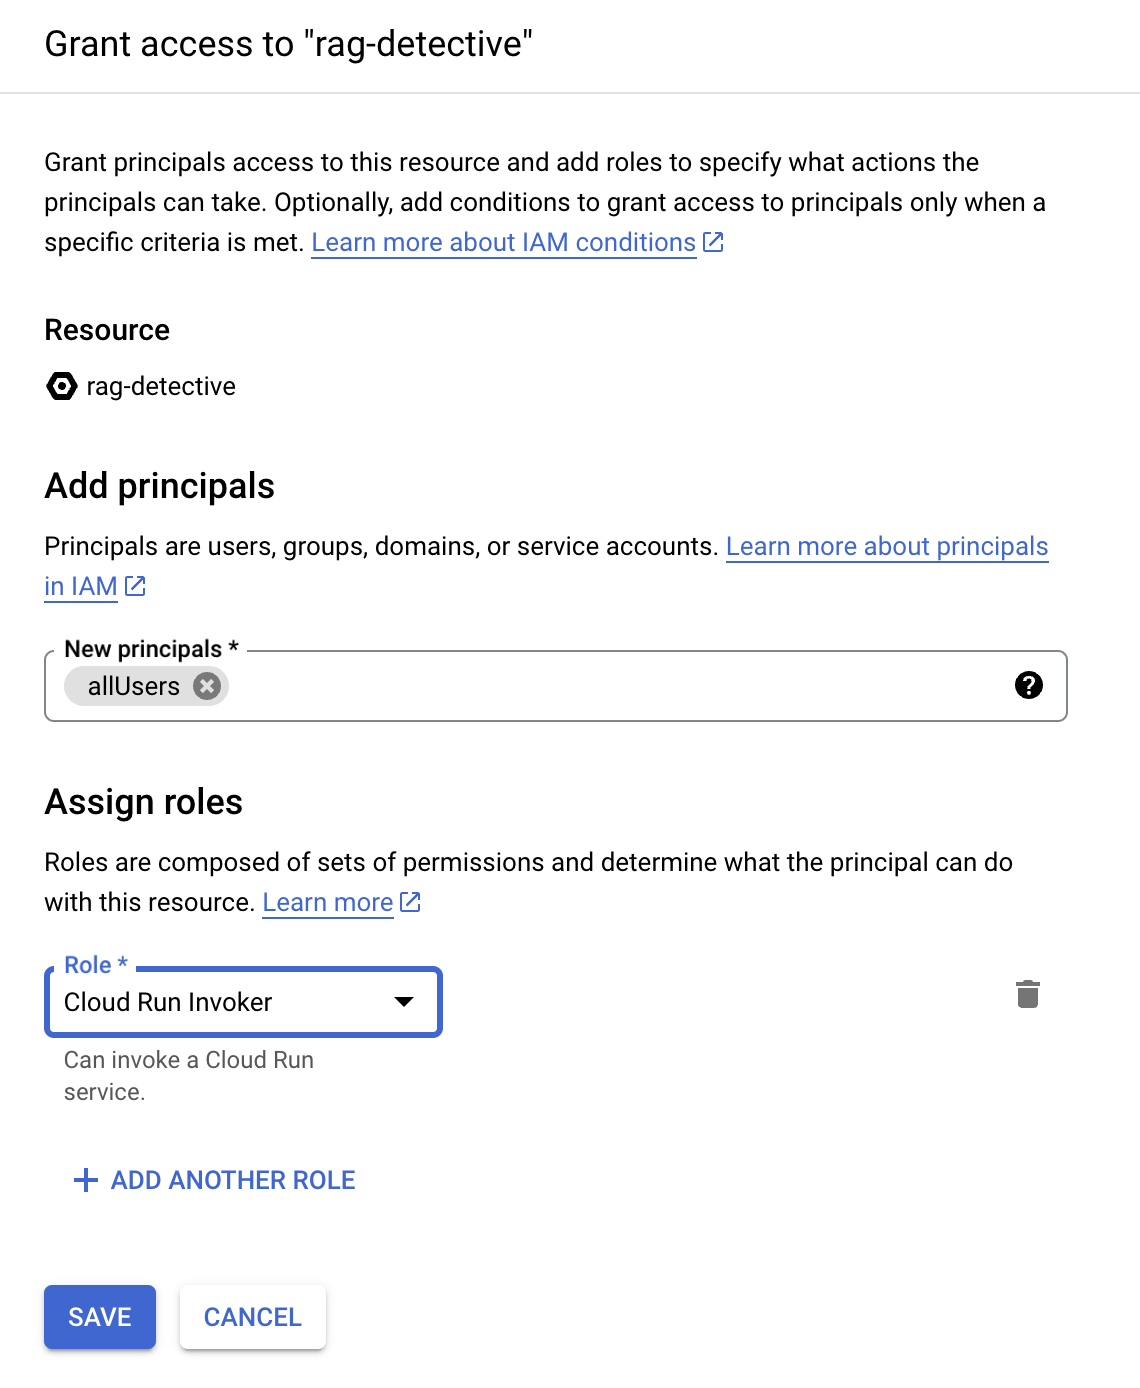 Grant access to "rag-detective"
Grant principals access to this resource and add roles to specify what actions the
principals can take. Optionally, add conditions to grant access to principals only when a
specific criteria is met. Learn more about IAM conditions
Resource
rag-detective
Add principals
Principals are users, groups, domains, or service accounts. Learn more about principals
in IAM
New principals *
allUsers
Assign roles
Roles are composed of sets of permissions and determine what the principal can do
with this resource. Learn more
Role *
Cloud Run Invoker
Can invoke a Cloud Run
service.
ADD ANOTHER ROLE
SAVE CANCEL